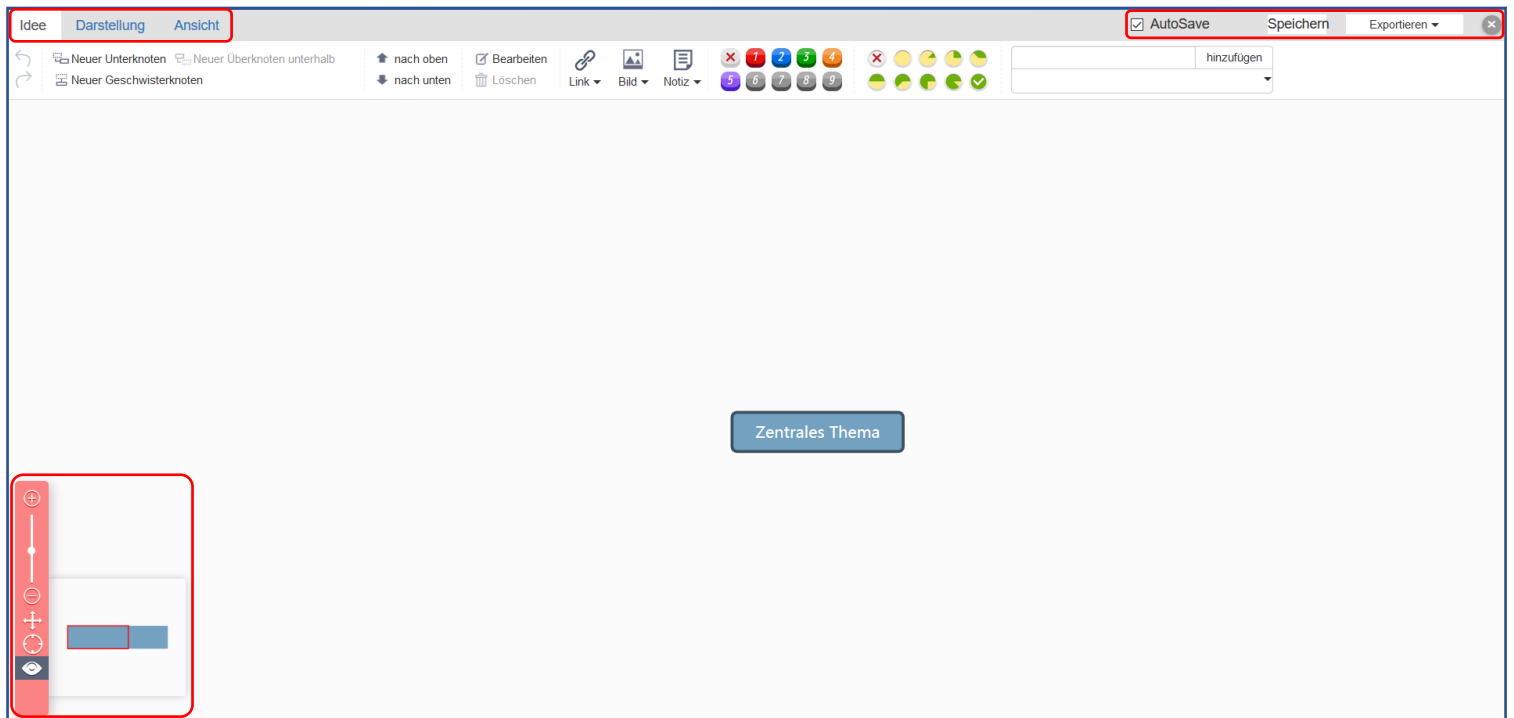 Idee Darstellung Ansicht AutoSave Speichern Exportieren
Neuer Unterknoten Neuer Überknoten unterhalb nach oben Bearbeiten hinzufügen
Neuer Geschwisterknoten nach unten Löschen Link Bild Notiz
1 2 3 4
5 6 7 8 9
Zentrales Thema